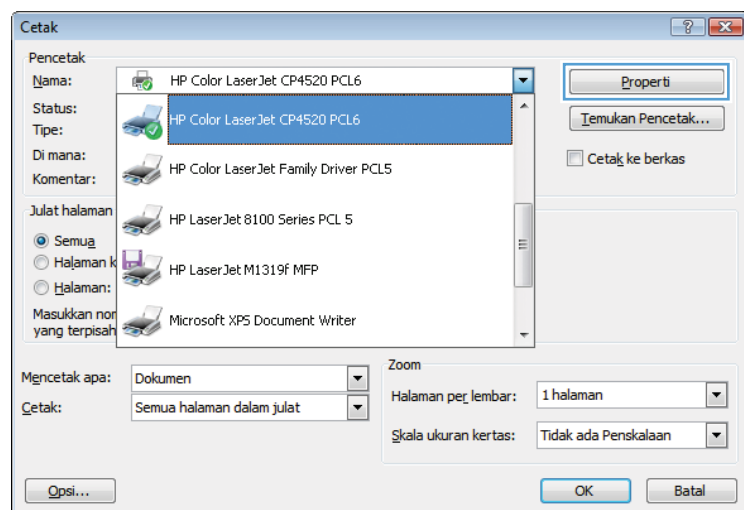 Cetak
Pencetak
Nama: HP Color LaserJet CP4520 PCL6
Properti
Status: HP Color LaserJet CP4520 PCL6
Temukan Pencetak...
Tipe:
Di mana: HP Color LaserJet Family Driver PCL5
Cetak ke berkas
Komentar:
Julat halaman
HP LaserJet 8100 Series PCL 5
Semua
Halaman k
HP LaserJet M1319f MFP
Halaman:
Masukkan nor
Microsoft XPS Document Writer
yang terpisah
Zoom
Mencetak apa: Dokumen
Halaman per lembar: 1 halaman
Cetak: Semua halaman dalam julat
Skala ukuran kertas: Tidak ada Penskalaan
Opsi...
OK
Batal